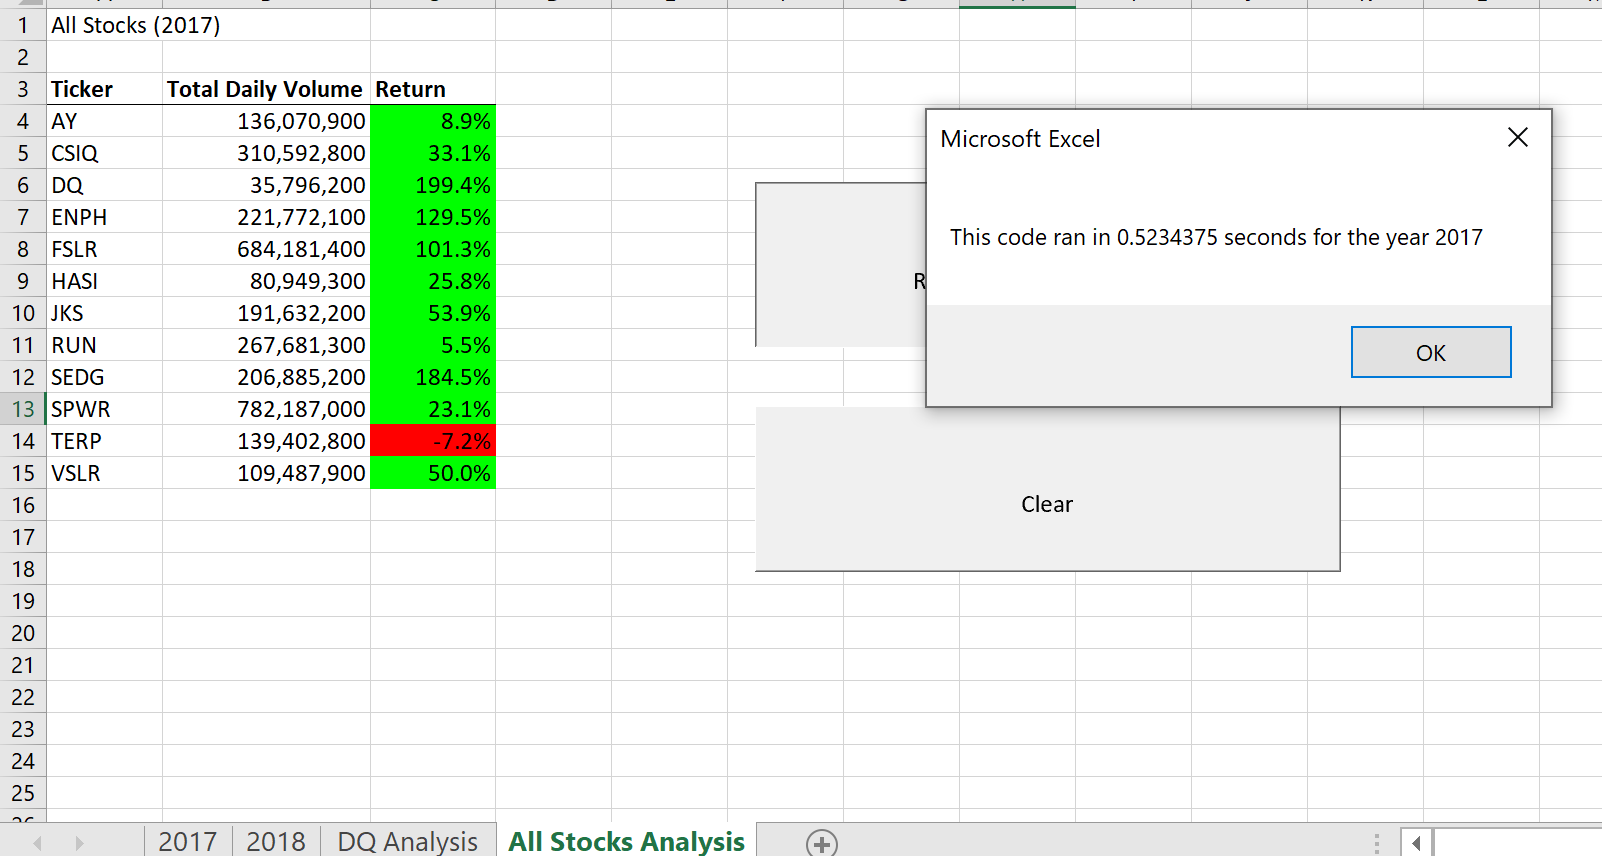 1 All Stocks (2017)
2
3 Ticker Total Daily Volume Return
4 AY 136,070,900 8.9%
5 CSIQ 310,592,800 33.1%
6 DQ 35,796,200 199.4%
7 ENPH 221,772,100 129.5%
8 FSLR 684,181,400 101.3%
9 HASI 80,949,300 25.8%
10 JKS 191,632,200 53.9%
11 RUN 267,681,300 5.5%
12 SEDG 206,885,200 184.5%
13 SPWR 782,187,000 23.1%
14 TERP 139,402,800 -7.2%
15 VSLR 109,487,900 50.0%
16
17
18
19
20
21
22
23
24
25
Microsoft Excel
This code ran in 0.5234375 seconds for the year 2017
OK
R
Clear
2017 2018 DQ Analysis All Stocks Analysis